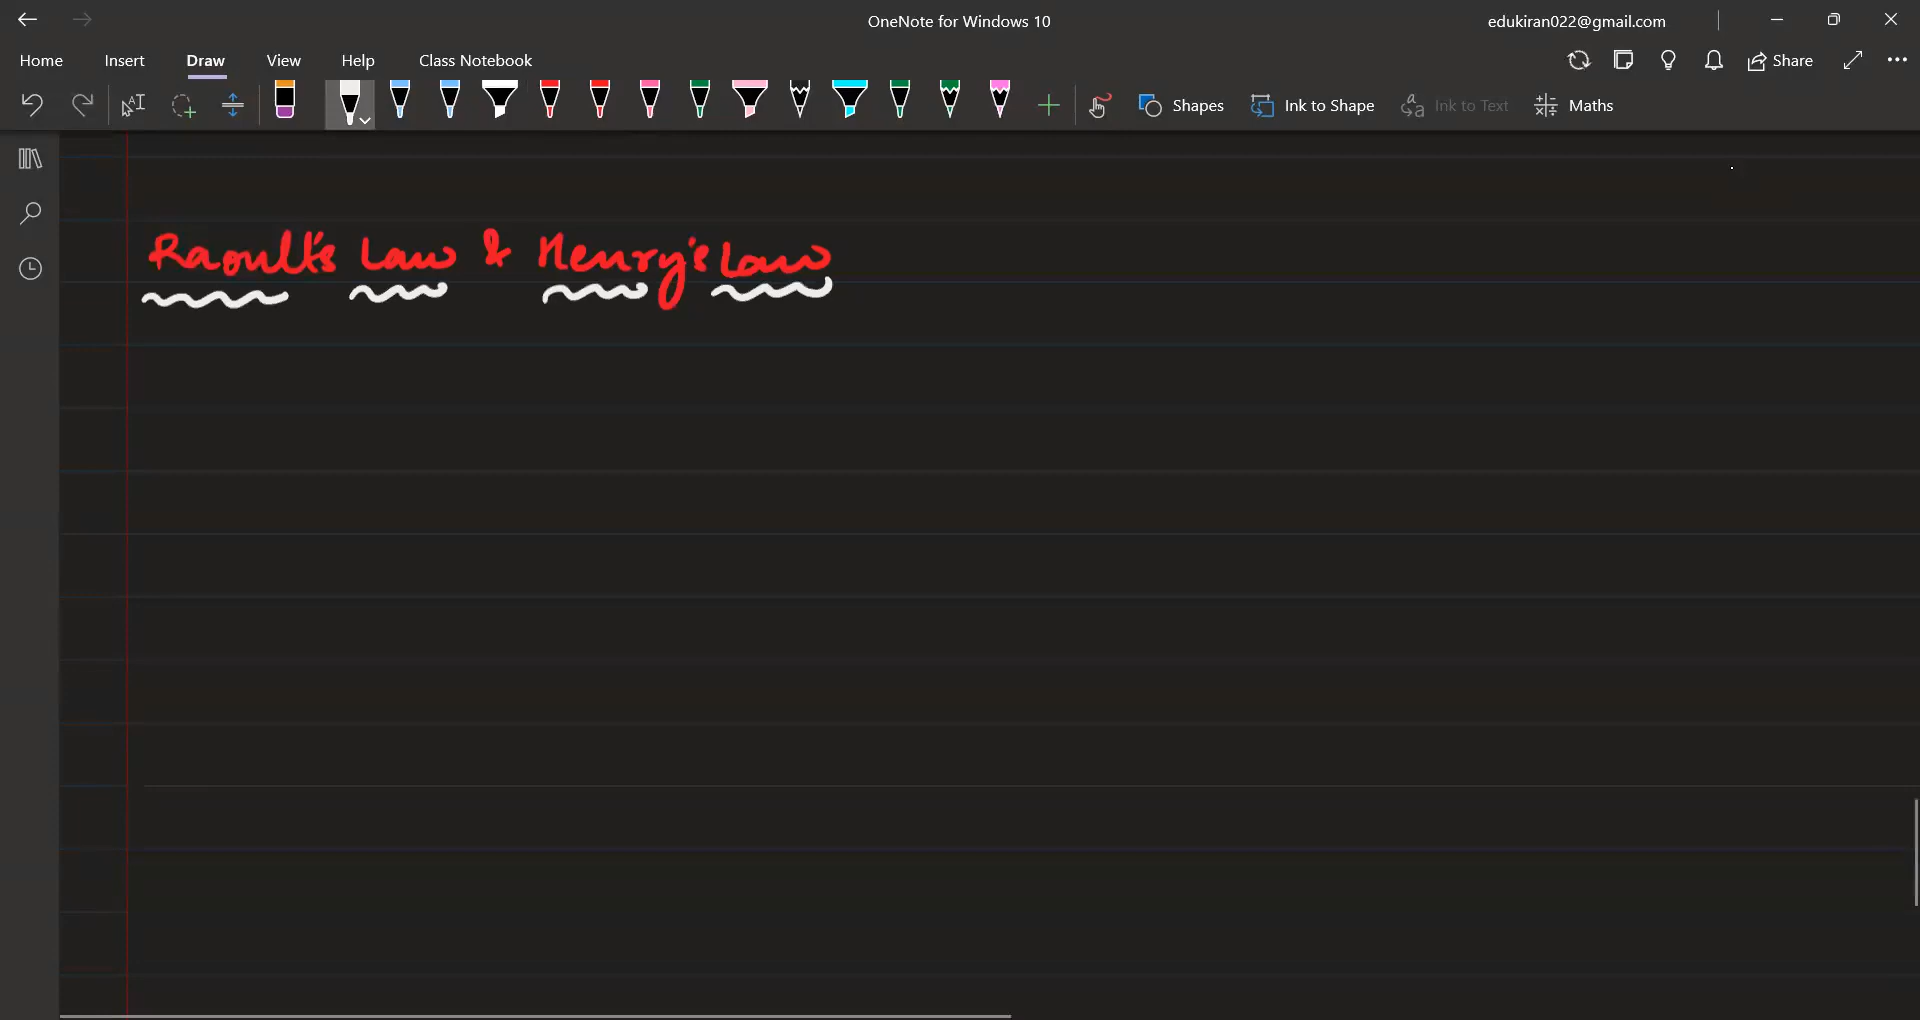 OneNote for Windows 10
edukiran022@gmail.com
Home Insert Draw View Help Class Notebook
Share
Shapes Ink to Shape Ink to Text Maths
Raoult's Law & Henry's Law